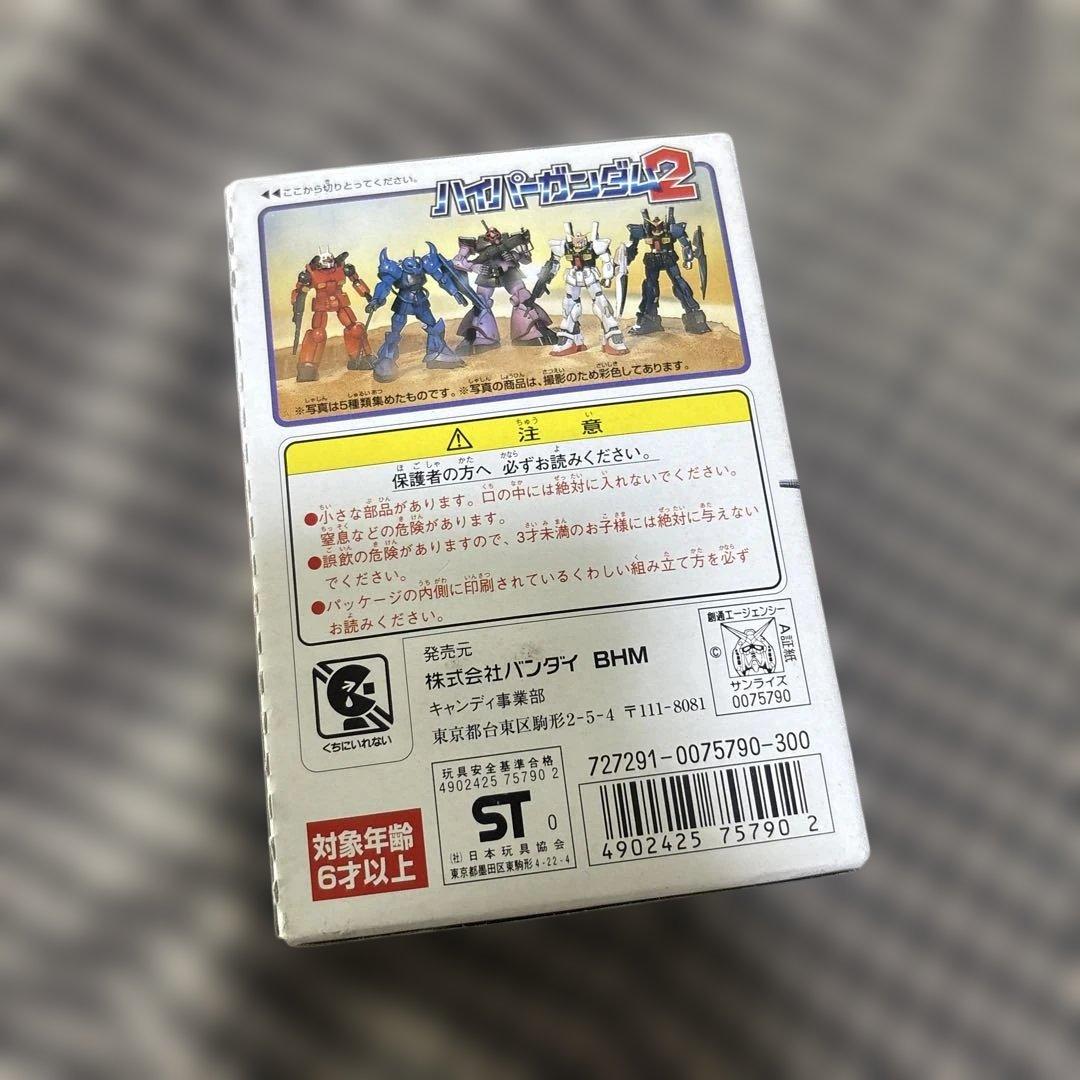 ◀◀ここから切りとってください。
ハイパーガンダム2
※写真は5種類集めたものです。※写真の商品は、撮影のため彩色してあります。
⚠ 注意
保護者の方へ 必ずお読みください。
●小さな部品があります。口の中には絶対に入れないでください。
窒息などの危険があります。
●誤飲の危険がありますので、3才未満のお子様には絶対に与えない
でください。
●パッケージの内側に印刷されているくわしい組み立て方を必ず
お読みください。
くちにいれない
発売元
株式会社バンダイ BHM
キャンディ事業部
東京都台東区駒形2-5-4 〒111-8081
創通エージェンシー
©
A証紙
サンライズ
0075790
対象年齢
6才以上
玩具安全基準合格
4902425 75790 2
ST 0
(社)日本玩具協会
東京都墨田区東駒形4-22-4
727291-0075790-300
4902425 757902